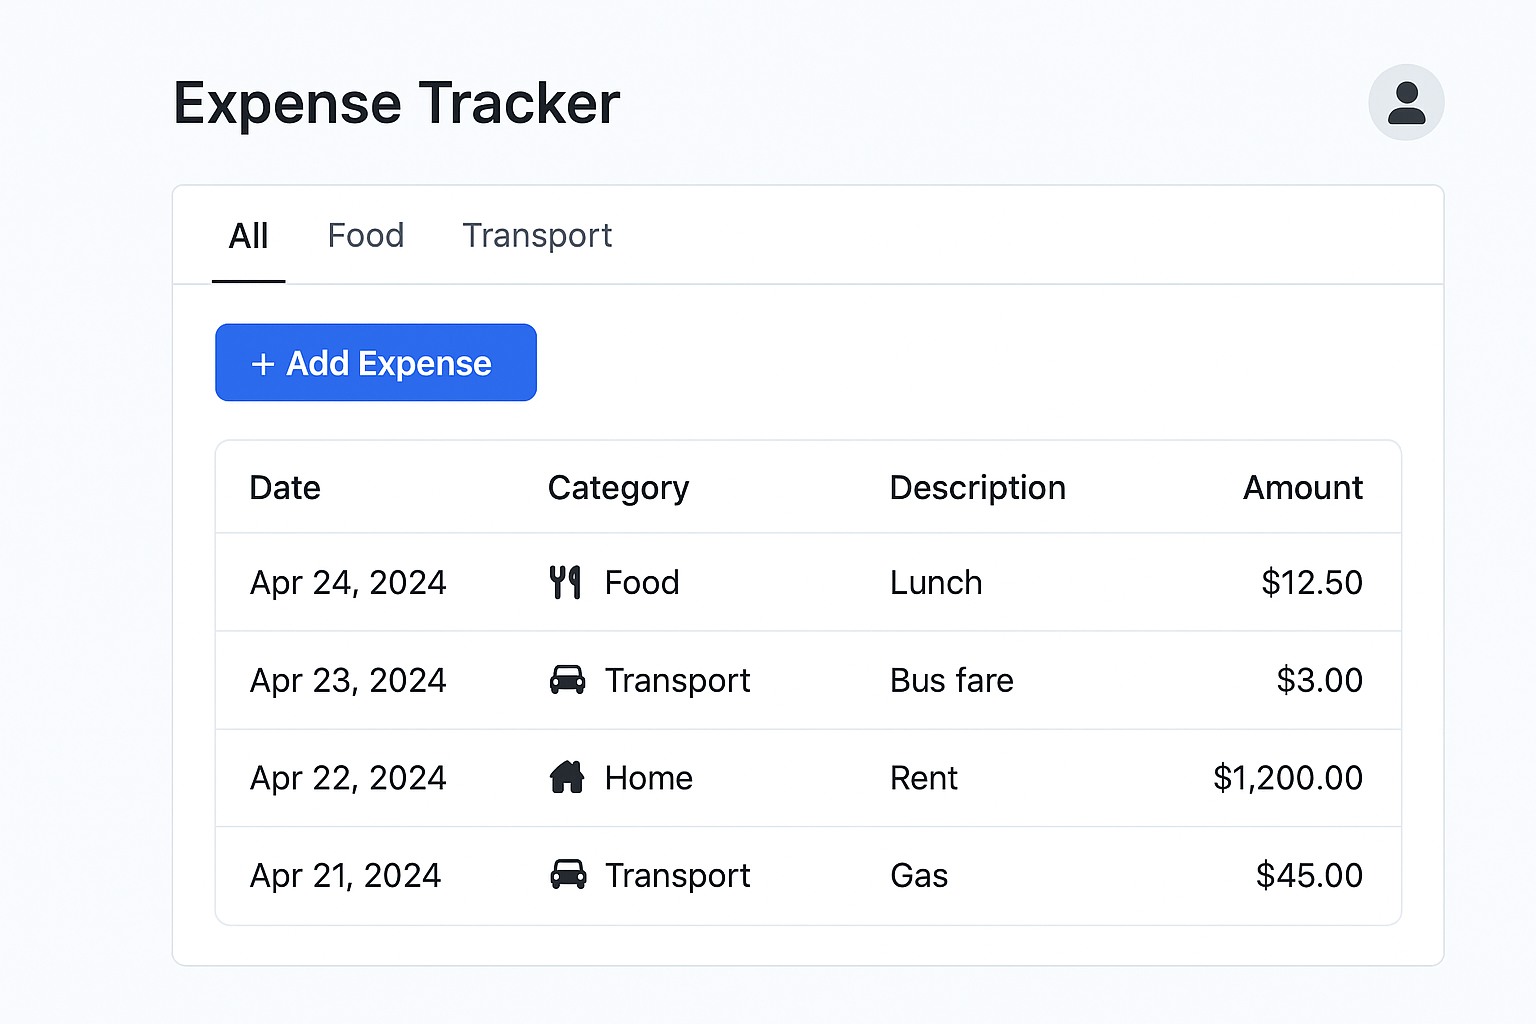 Expense Tracker
All Food Transport
+ Add Expense
Date Category Description Amount
Apr 24, 2024 Food Lunch $12.50
Apr 23, 2024 Transport Bus fare $3.00
Apr 22, 2024 Home Rent $1,200.00
Apr 21, 2024 Transport Gas $45.00